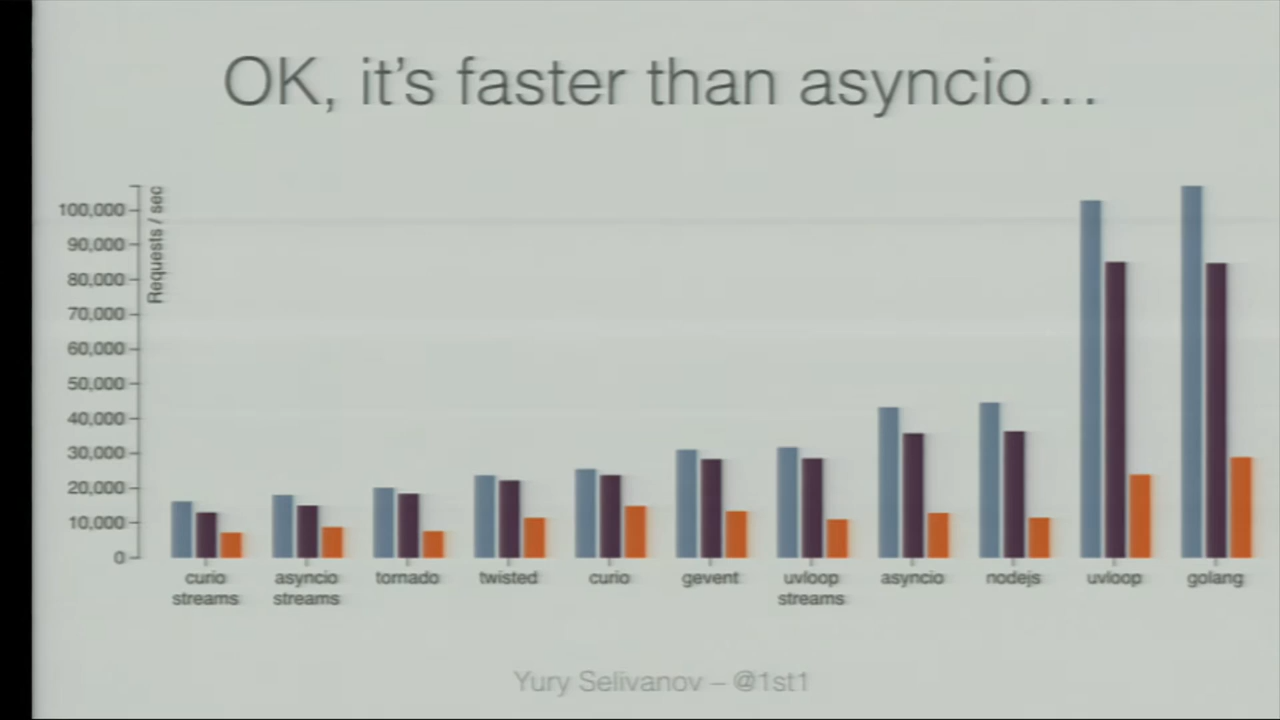 OK, it's faster than asyncio…
Requests / sec
100,000
90,000
80,000
70,000
60,000
50,000
40,000
30,000
20,000
10,000
0
curio streams
asyncio streams
tornado
twisted
curio
gevent
uvloop streams
asyncio
nodejs
uvloop
golang
Yury Selivanov – @1st1